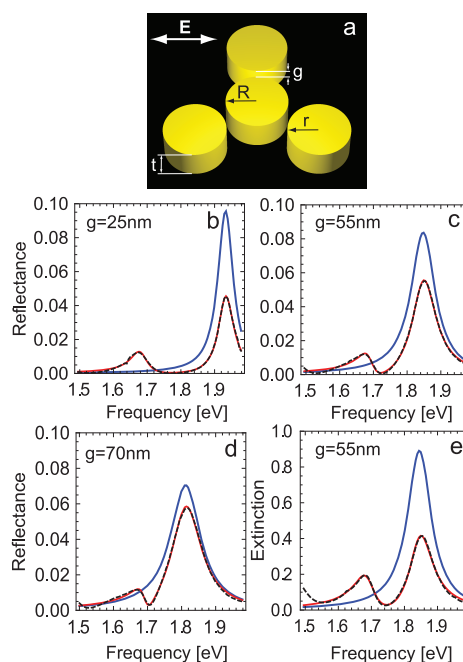 E
a
g
R
r
t
g=25nm b
Reflectance
0.10
0.08
0.06
0.04
0.02
0.00
1.5 1.6 1.7 1.8 1.9
Frequency [eV]
g=55nm c
0.10
0.08
0.06
0.04
0.02
0.00
1.5 1.6 1.7 1.8 1.9
Frequency [eV]
g=70nm d
Reflectance
0.10
0.08
0.06
0.04
0.02
0.00
1.5 1.6 1.7 1.8 1.9
Frequency [eV]
g=55nm e
Extinction
1.0
0.8
0.6
0.4
0.2
0.0
1.5 1.6 1.7 1.8 1.9
Frequency [eV]